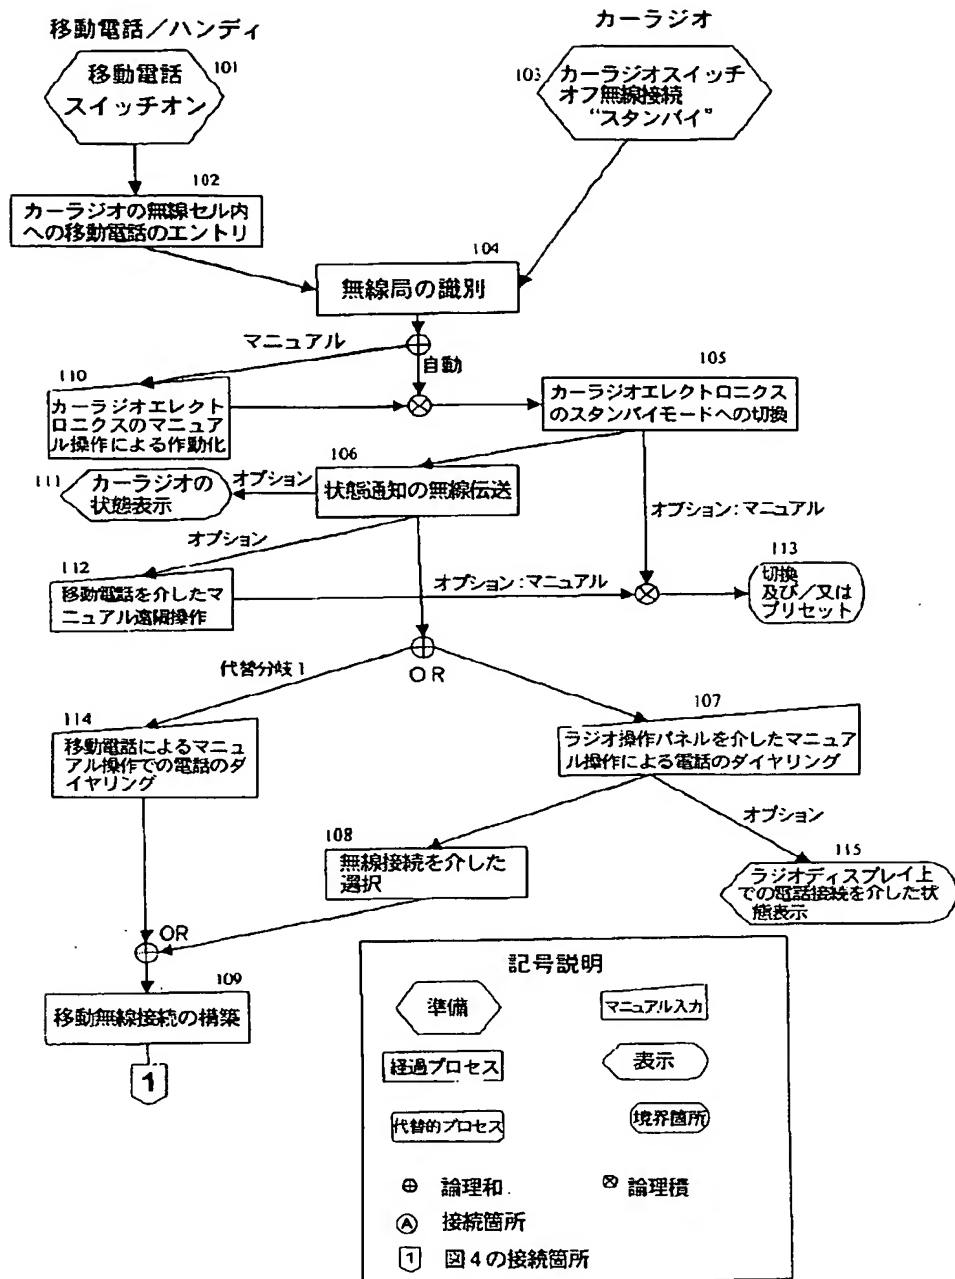 移動電話/ハンディ
カーラジオ
移動電話
スイッチオン
101
103
カーラジオスイッチ
オフ無線接続
“スタンバイ”
102
カーラジオの無線セル内
への移動電話のエントリ
104
無線局の識別
マニュアル
自動
110
カーラジオエレクト
ロニクスのマニュア
ル操作による作動化
105
カーラジオエレクトロニクス
のスタンバイモードへの切換
106
状態通知の無線伝送
オプション
111
カーラジオの
状態表示
オプション
オプション:マニュアル
112
移動電話を介したマ
ニュアル遠隔操作
オプション:マニュアル
113
切換
及び/又は
プリセット
OR
代替分岐1
114
移動電話によるマニュ
アル操作での電話のダ
イヤリング
107
ラジオ操作パネルを介したマニュア
ル操作による電話のダイヤリング
オプション
108
無線接続を介した
選択
115
ラジオディスプレイ上
での電話接続を介した状
態表示
OR
109
移動無線接続の構築
1
記号説明
準備
マニュアル入力
経過プロセス
表示
代替的プロセス
境界箇所
⊕ 論理和
⊗ 論理積
Ⓐ 接続箇所
1 図4の接続箇所